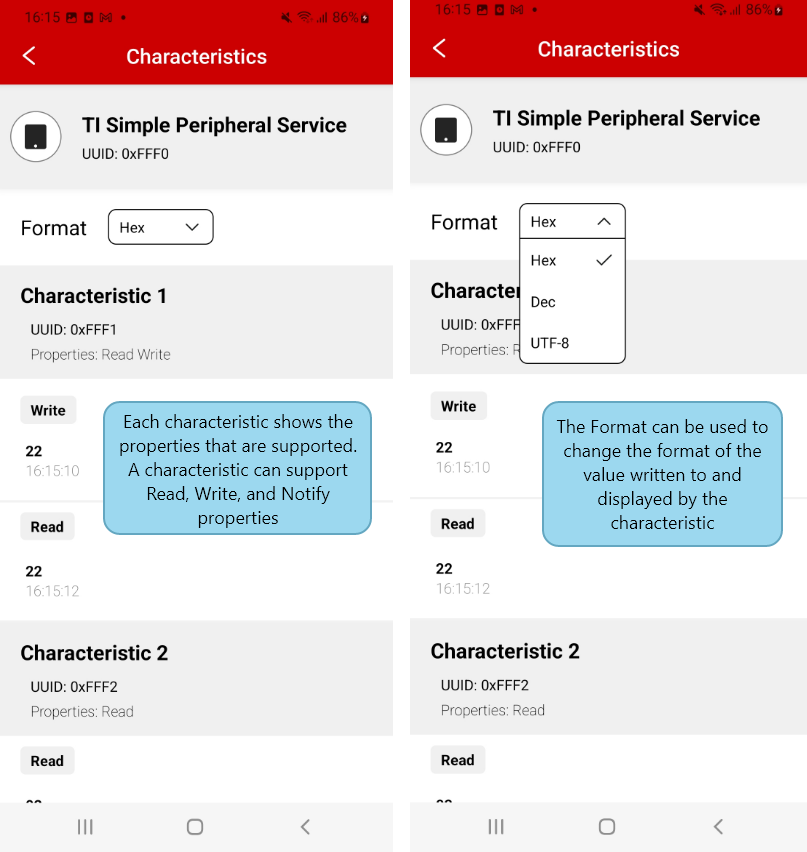 16:15
86%
Characteristics
TI Simple Peripheral Service
UUID: 0xFFF0
Format
Hex
Characteristic 1
UUID: 0xFFF1
Properties: Read Write
Write
22
16:15:10
Each characteristic shows the
properties that are supported.
A characteristic can support
Read, Write, and Notify
properties
Read
22
16:15:12
Characteristic 2
UUID: 0xFFF2
Properties: Read
Read
16:15
86%
Characteristics
TI Simple Peripheral Service
UUID: 0xFFF0
Format
Hex
Hex
Dec
UTF-8
Character
UUID: 0xFFF
Properties: R
Write
22
16:15:10
The Format can be used to
change the format of the
value written to and
displayed by the
characteristic
Read
22
16:15:12
Characteristic 2
UUID: 0xFFF2
Properties: Read
Read